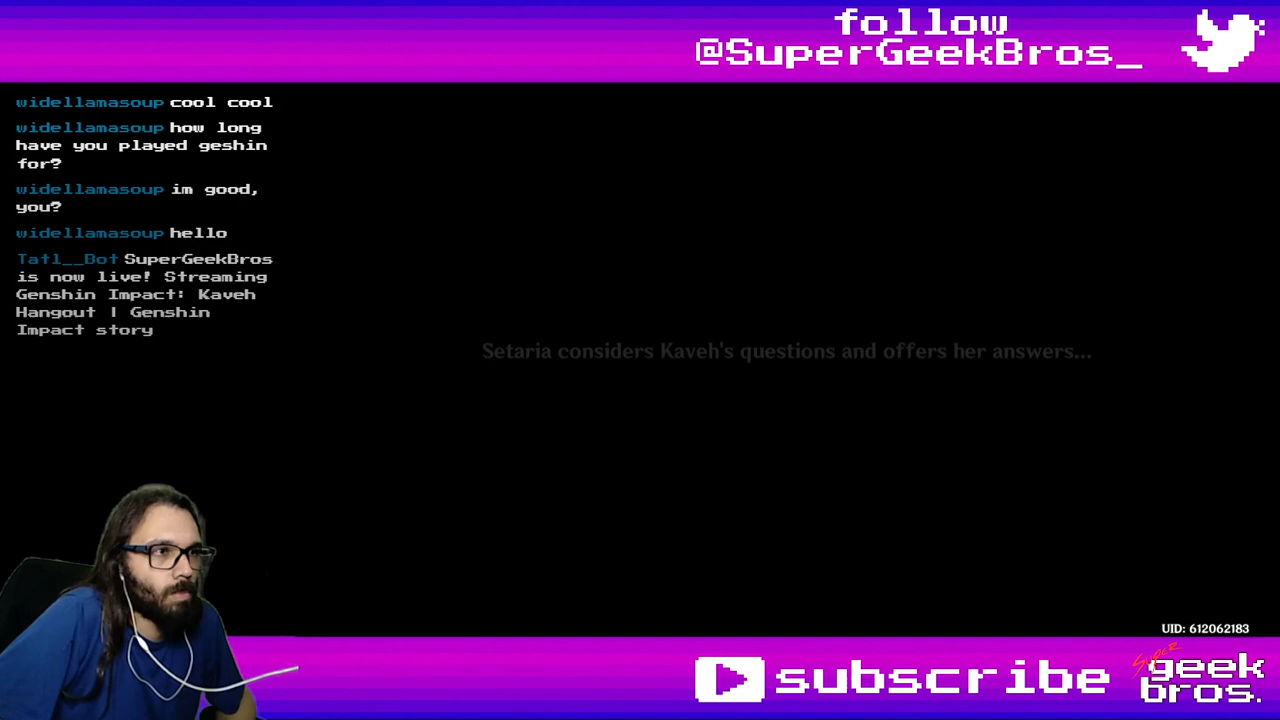 follow
@SuperGeekBros_
widellamasoup cool cool
widellamasoup how long
have you played geshin
for?
widellamasoup im good,
you?
widellamasoup hello
Tatl__Bot SuperGeekBros
is now live! Streaming
Genshin Impact: Kaveh
Hangout | Genshin
Impact story
Setaria considers Kaveh's questions and offers her answers...
UID: 612062183
subscribe
super
geek
bros.